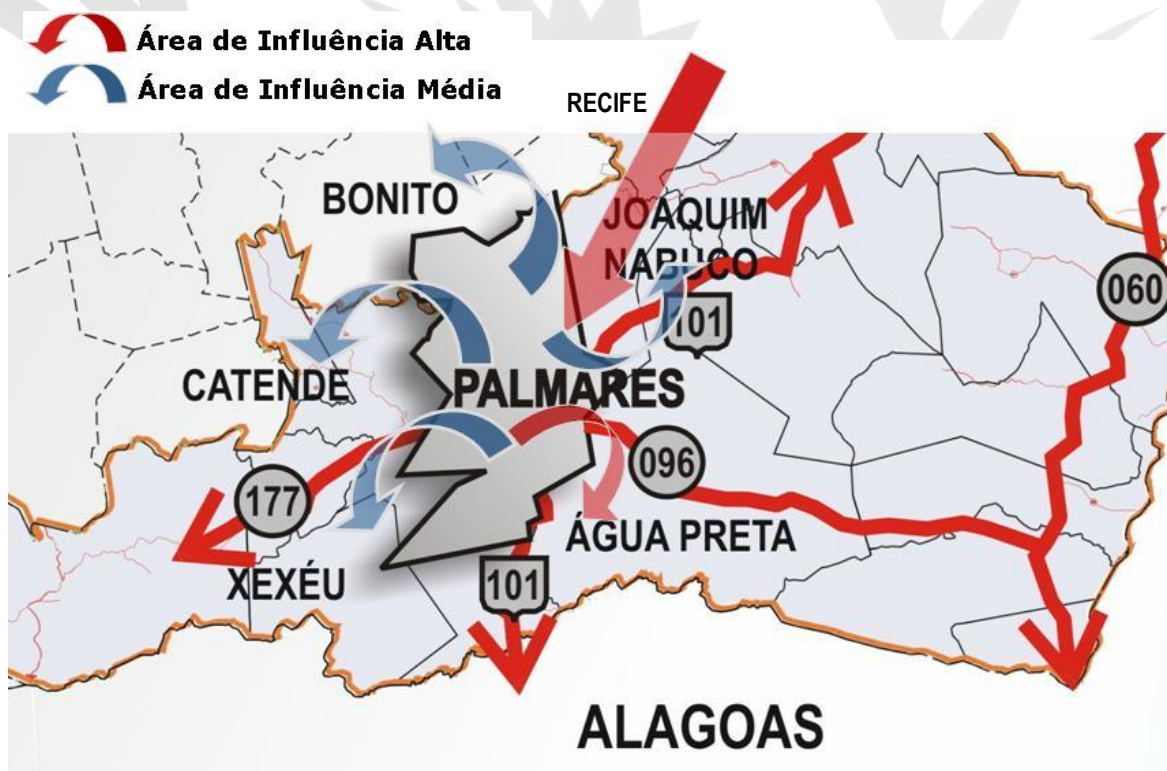 Área de Influência Alta
Área de Influência Média
RECIFE
BONITO
JOAQUIM
NABUCO
060
101
CATENDE
PALMARES
177
096
ÁGUA PRETA
XEXÉU
101
ALAGOAS